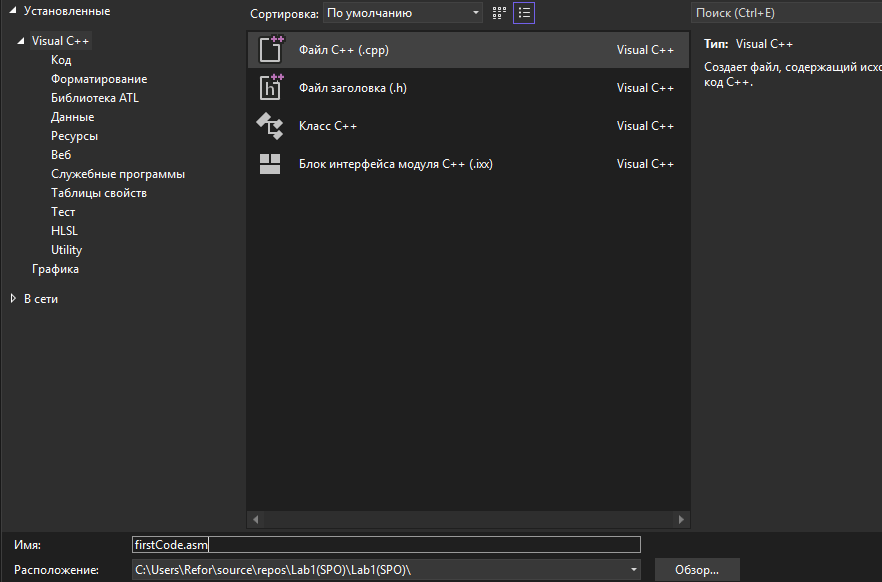 Установленные
Сортировка: По умолчанию
Поиск (Ctrl+E)
Visual C++
Код
Форматирование
Библиотека ATL
Данные
Ресурсы
Веб
Служебные программы
Таблицы свойств
Тест
HLSL
Utility
Графика
В сети
Файл C++ (.cpp) Visual C++
Файл заголовка (.h) Visual C++
Класс C++ Visual C++
Блок интерфейса модуля C++ (.ixx) Visual C++
Тип: Visual C++
Создает файл, содержащий исхо
код C++.
Имя: firstCode.asm
Расположение: C:\Users\Refor\source\repos\Lab1(SPO)\Lab1(SPO)\
Обзор...